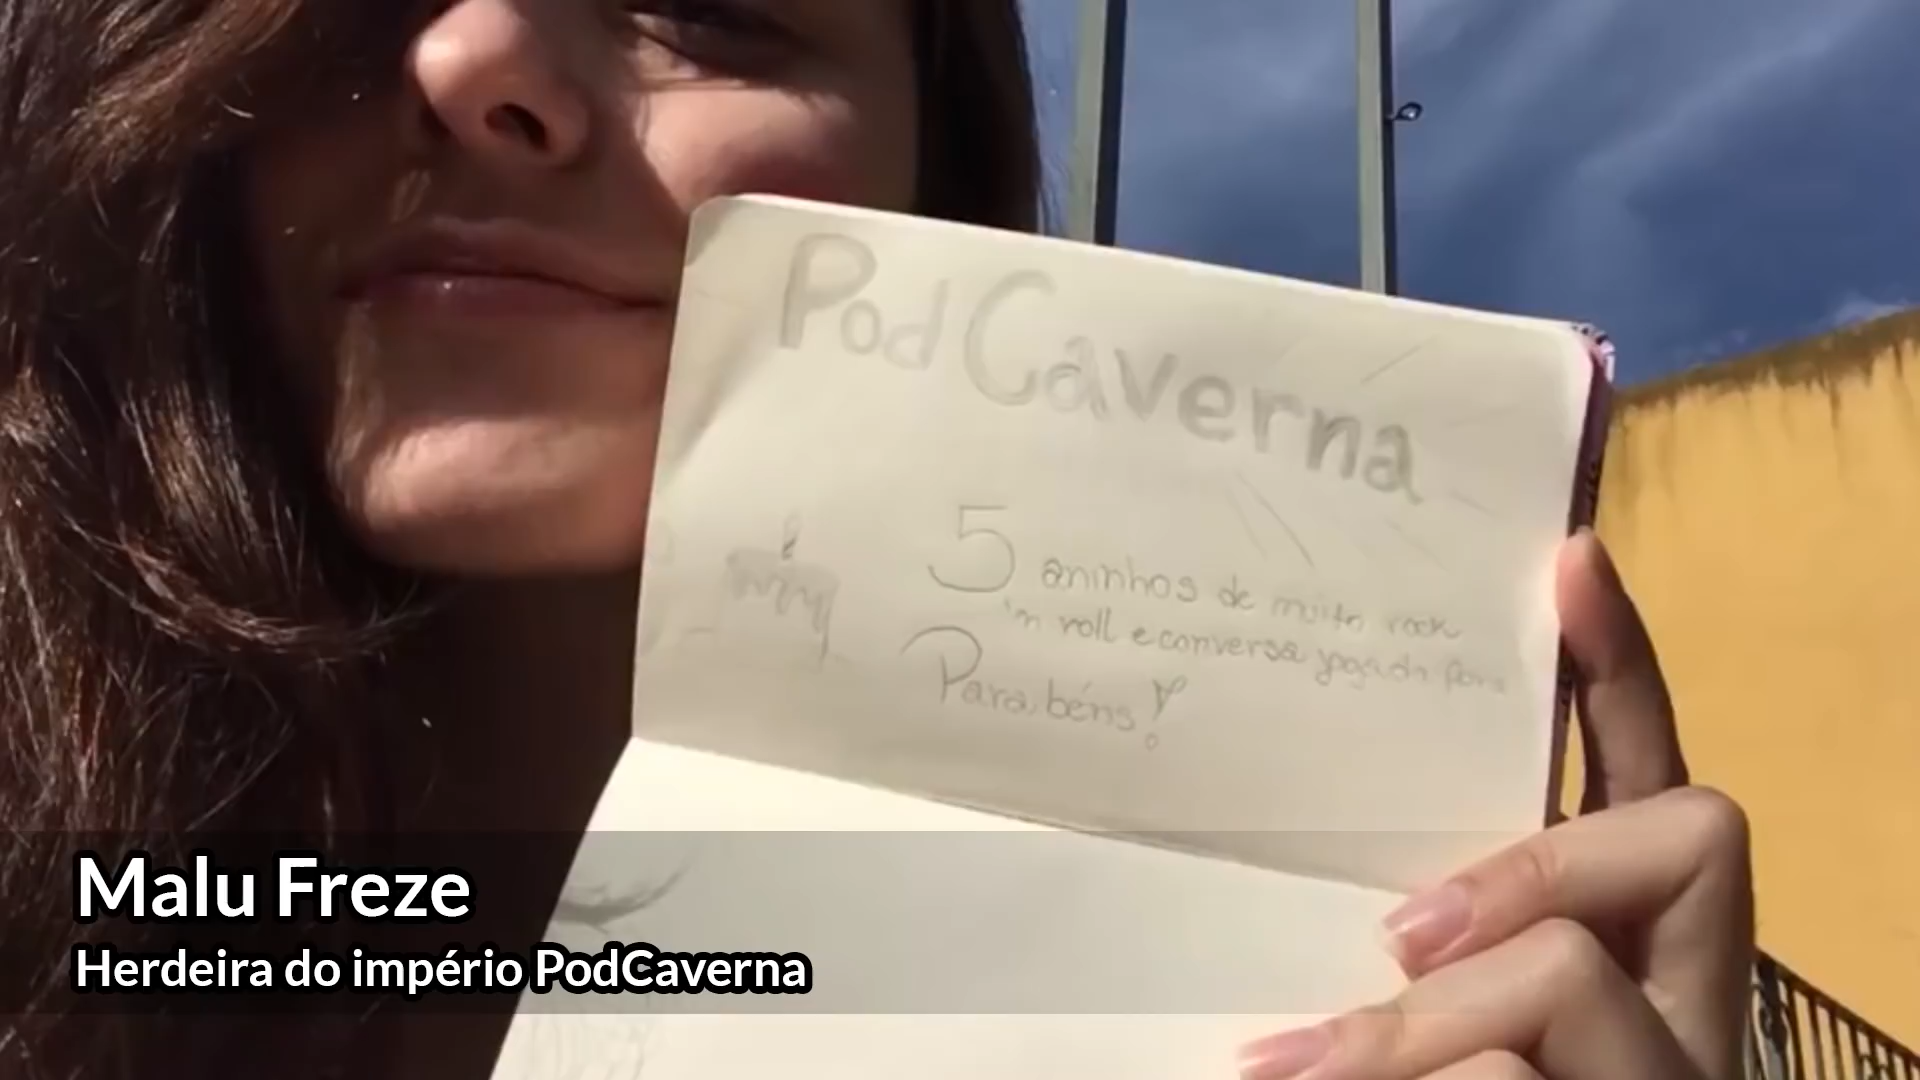 PodCaverna
5 aninhos de muito rock
'n roll e conversa jogada fora
Parabéns!
Malu Freze
Herdeira do império PodCaverna